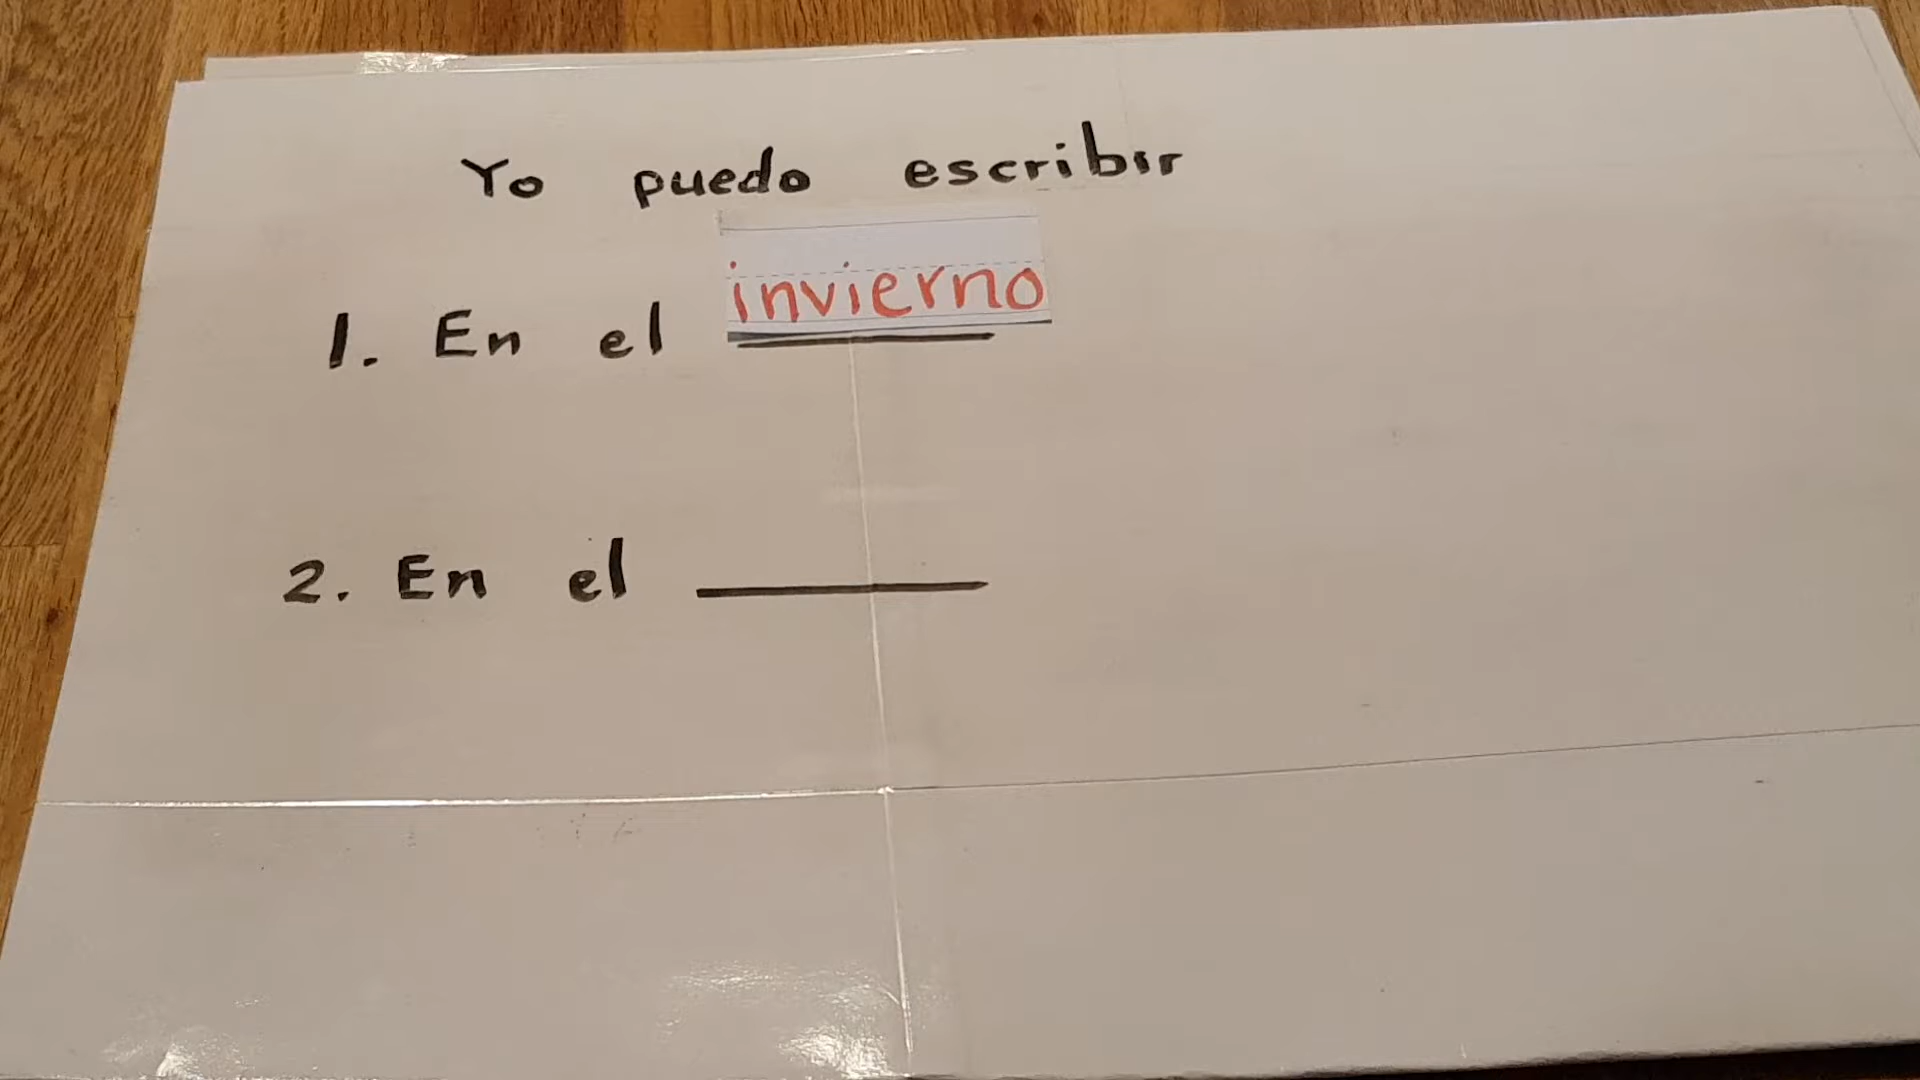 Yo puedo escribir
1. En el invierno
2. En el